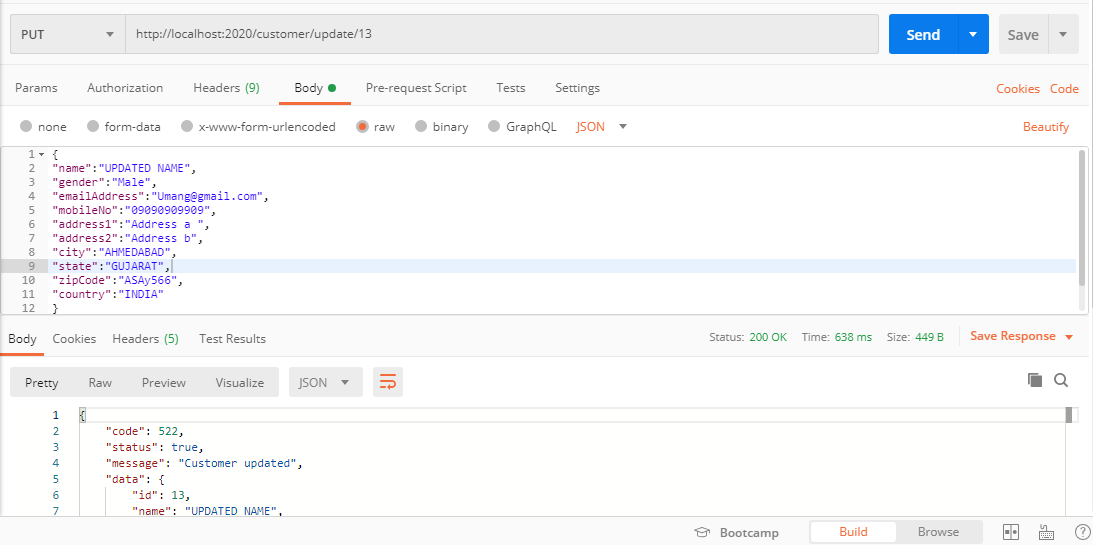 PUT http://localhost:2020/customer/update/13 Send Save
Params Authorization Headers (9) Body Pre-request Script Tests Settings Cookies Code
none form-data x-www-form-urlencoded raw binary GraphQL JSON Beautify
1 {
2 "name":"UPDATED NAME",
3 "gender":"Male",
4 "emailAddress":"Umang@gmail.com",
5 "mobileNo":"09090909909",
6 "address1":"Address a ",
7 "address2":"Address b",
8 "city":"AHMEDABAD",
9 "state":"GUJARAT",
10 "zipCode":"ASAy566",
11 "country":"INDIA"
12 }
Body Cookies Headers (5) Test Results Status: 200 OK Time: 638 ms Size: 449 B Save Response
Pretty Raw Preview Visualize JSON
1 {
2 "code": 522,
3 "status": true,
4 "message": "Customer updated",
5 "data": {
6 "id": 13,
7 "name": "UPDATED NAME",
Bootcamp Build Browse ?